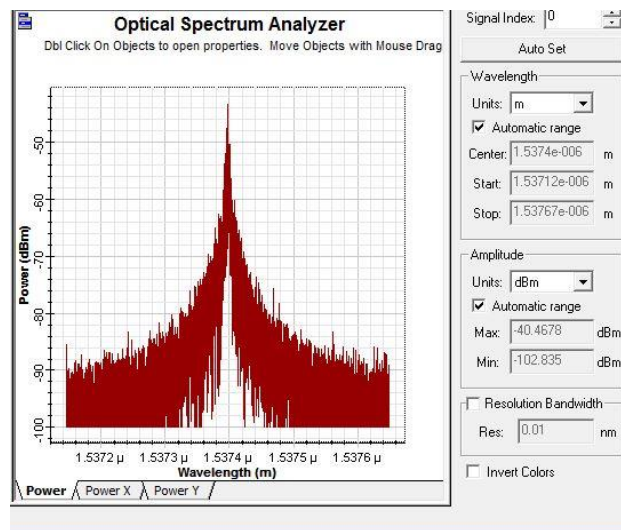 Optical Spectrum Analyzer
Dbl Click On Objects to open properties. Move Objects with Mouse Drag
Power (dBm)
-50
-60
-70
-80
-90
-100
1.5372 µ 1.5373 µ 1.5374 µ 1.5375 µ 1.5376 µ
Wavelength (m)
Power Power X Power Y
Signal Index: 0
Auto Set
Wavelength
Units: m
Automatic range
Center: 1.5374e-006 m
Start: 1.53712e-006 m
Stop: 1.53767e-006 m
Amplitude
Units: dBm
Automatic range
Max: -40.4678 dBm
Min: -102.835 dBm
Resolution Bandwidth
Res: 0.01 nm
Invert Colors